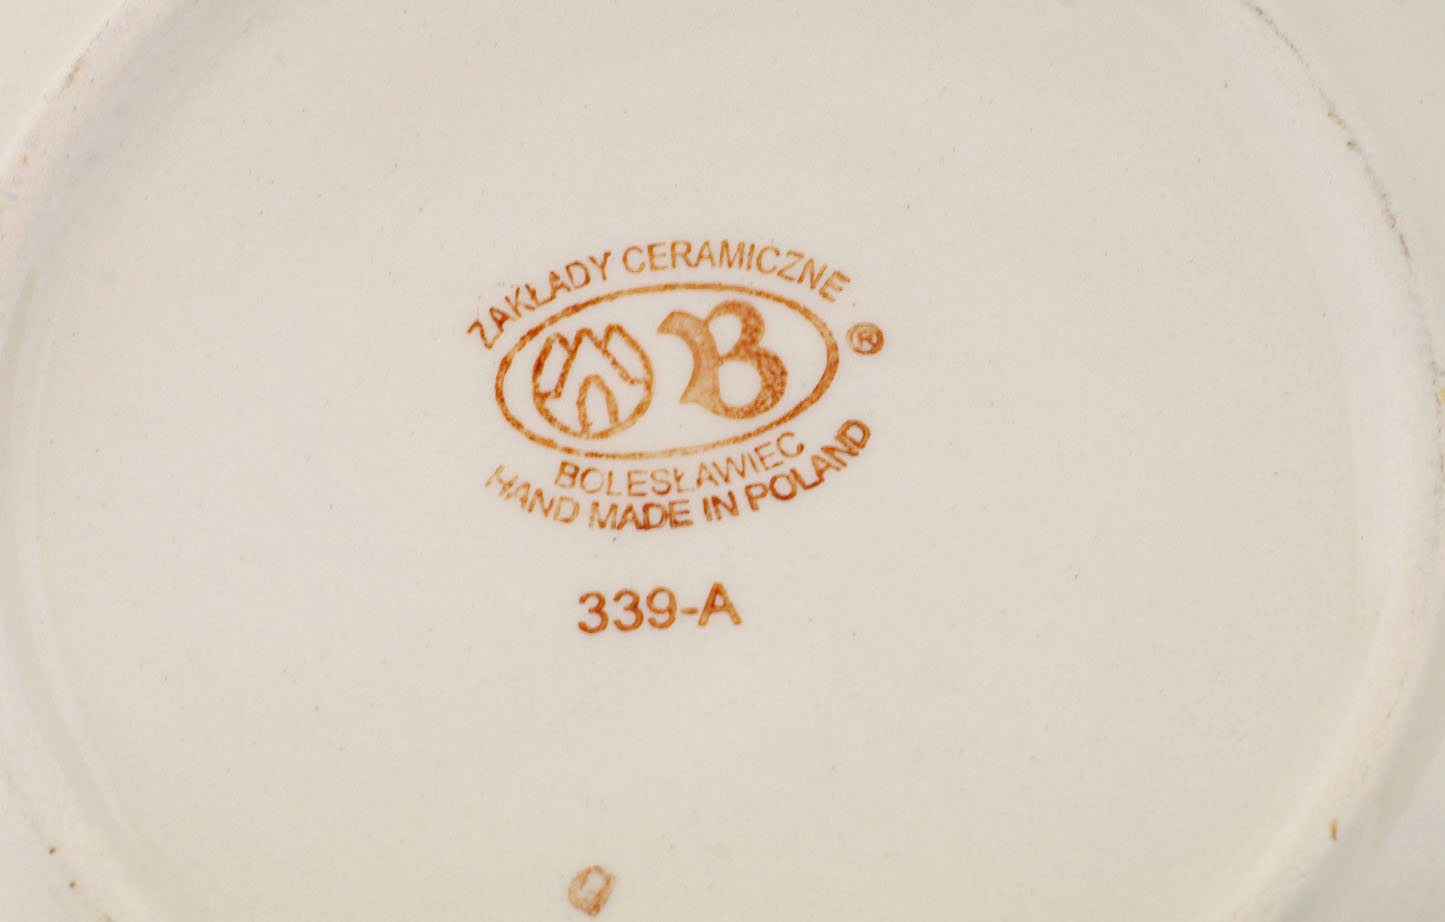 ZAKŁADY CERAMICZNE
B ®
BOLESŁAWIEC
HAND MADE IN POLAND
339-A